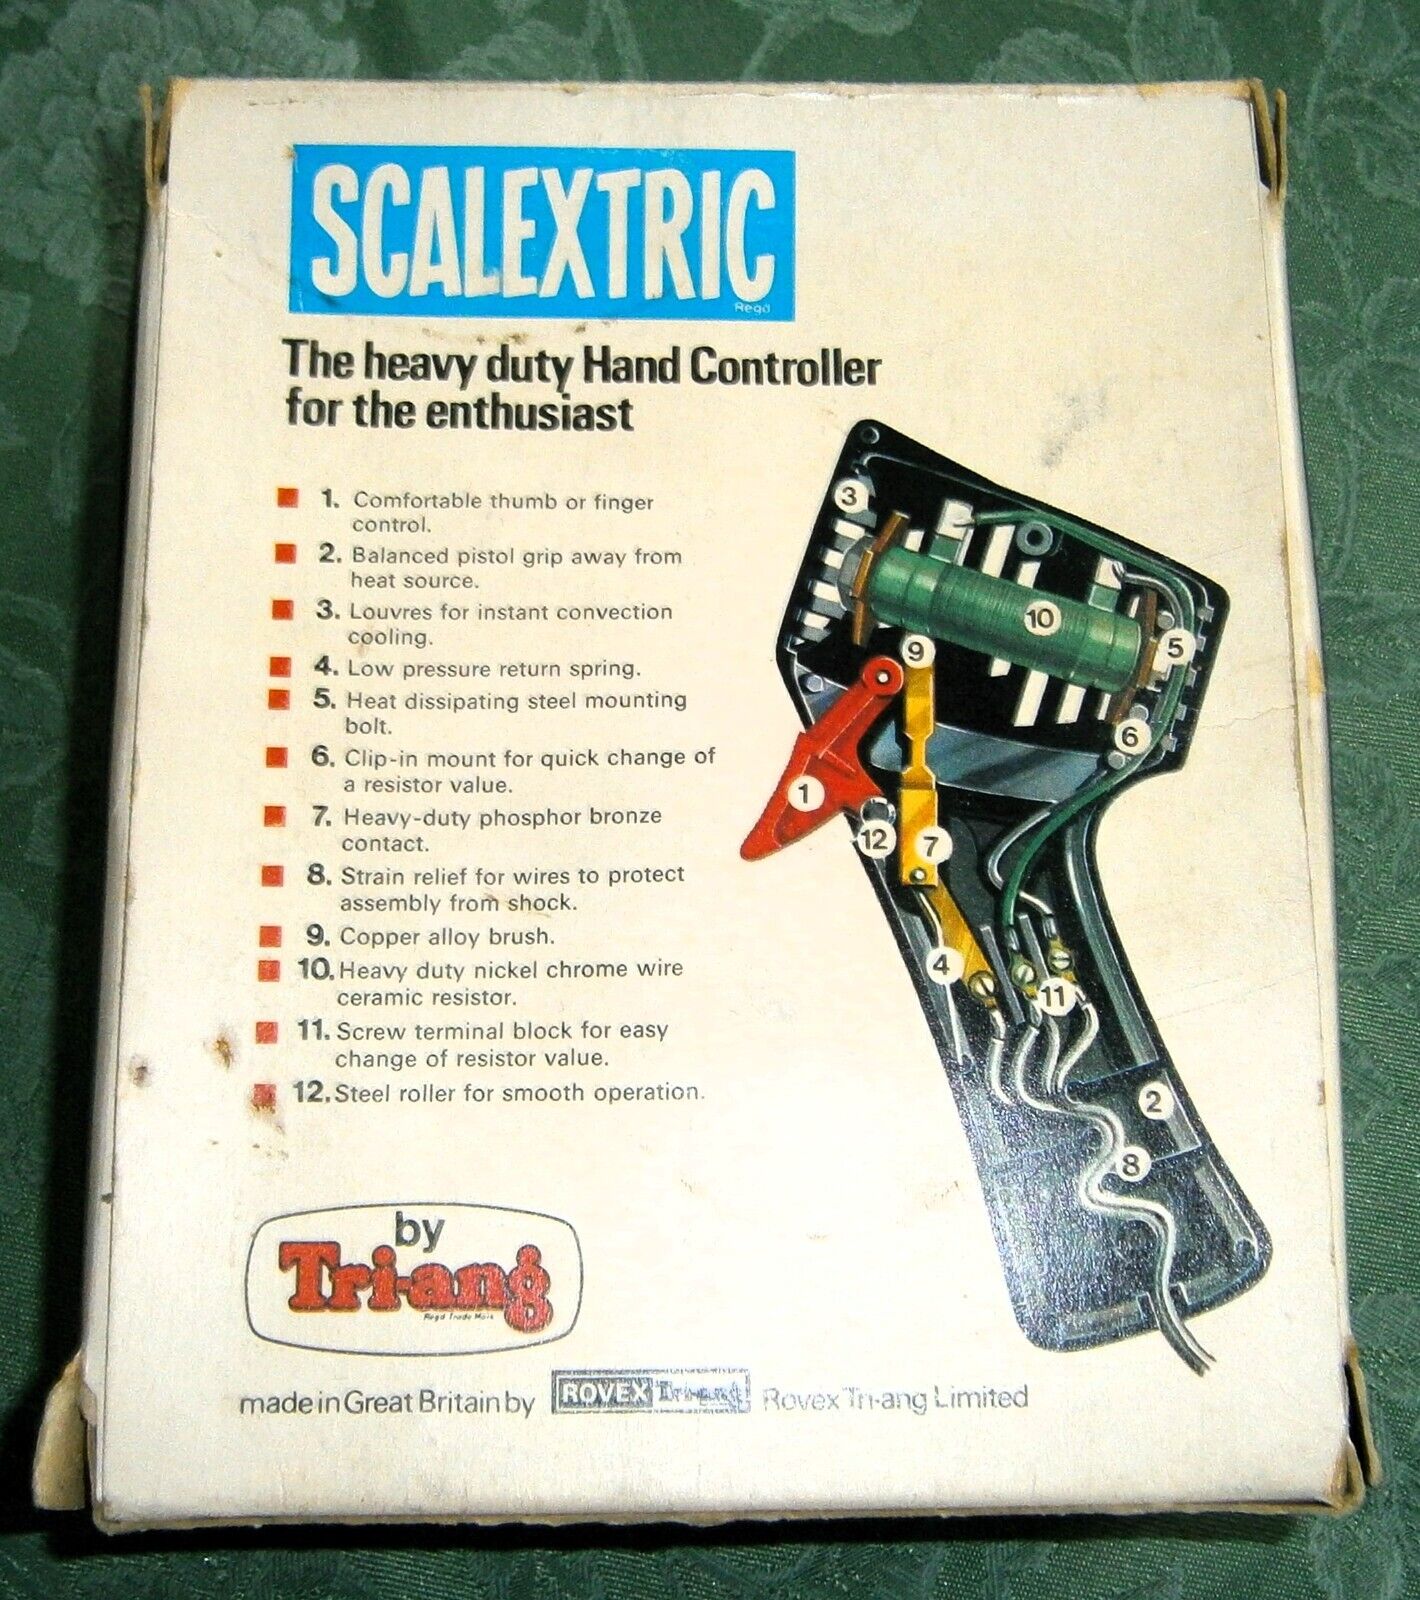 SCALEXTRIC
Regd
The heavy duty Hand Controller
for the enthusiast
1. Comfortable thumb or finger
control.
2. Balanced pistol grip away from
heat source.
3. Louvres for instant convection
cooling.
4. Low pressure return spring.
5. Heat dissipating steel mounting
bolt.
6. Clip-in mount for quick change of
a resistor value.
7. Heavy-duty phosphor bronze
contact.
8. Strain relief for wires to protect
assembly from shock.
9. Copper alloy brush.
10. Heavy duty nickel chrome wire
ceramic resistor.
11. Screw terminal block for easy
change of resistor value.
12. Steel roller for smooth operation.
3
10
9
5
6
1
12
7
4
11
2
8
by
Tri-ang
Regd Trade Mark
made in Great Britain by ROVEX Tri-ang Rovex Tri-ang Limited